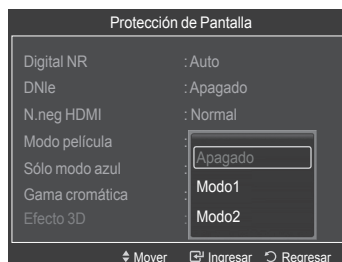 Protección de Pantalla
Digital NR : Auto
DNIe : Apagado
N.neg HDMI : Normal
Modo película :
Sólo modo azul :
Gama cromática :
Efecto 3D :
Apagado
Modo1
Modo2
Mover Ingresar Regresar